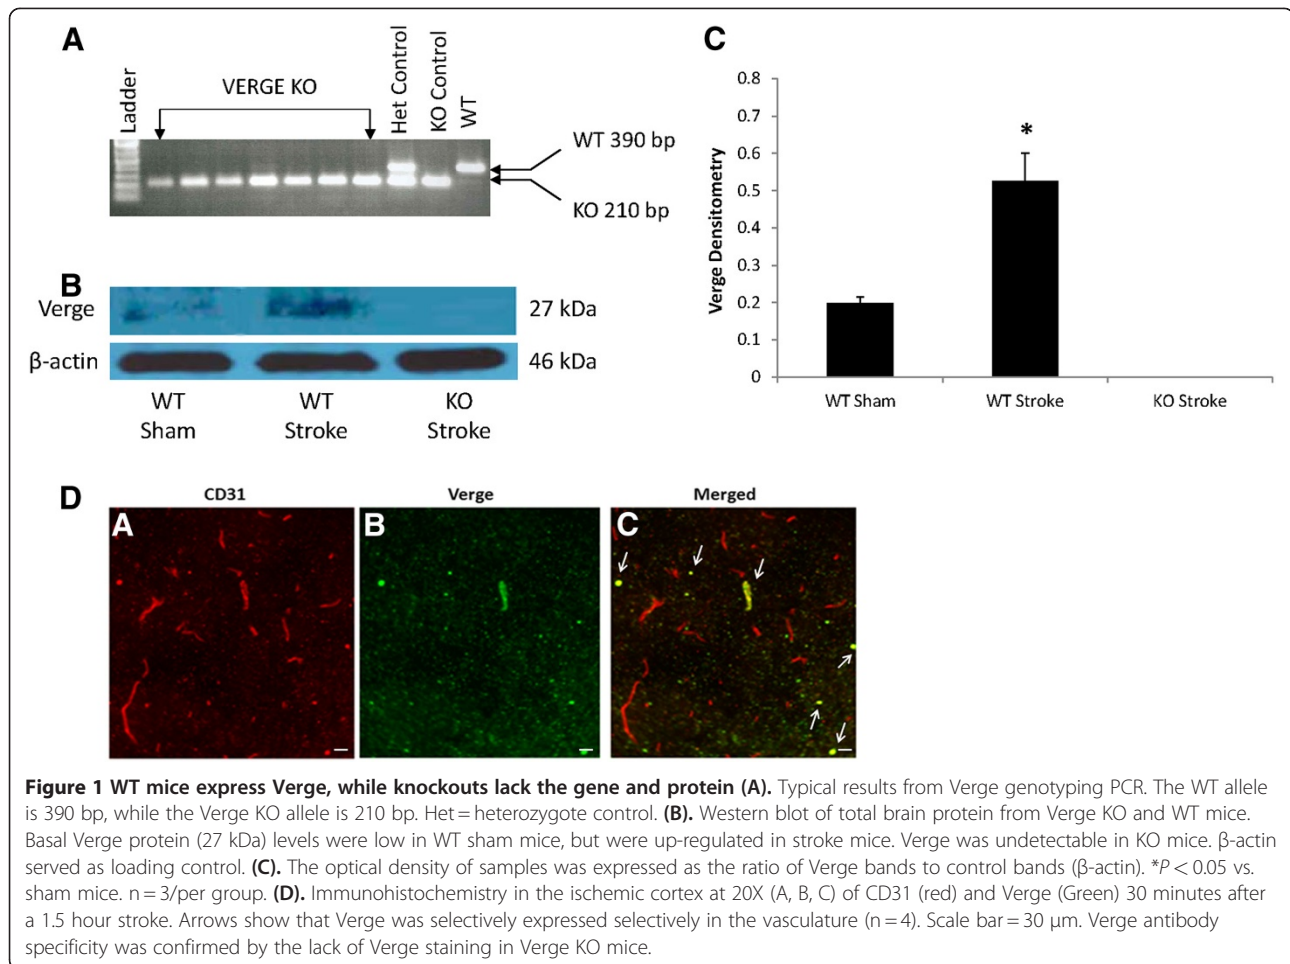 A
Ladder
VERGE KO
Het Control
KO Control
WT
WT 390 bp
KO 210 bp
B
Verge
27 kDa
β-actin
46 kDa
WT
Sham
WT
Stroke
KO
Stroke
C
Verge Densitometry
0.8
0.7
0.6
0.5
0.4
0.3
0.2
0.1
0
*
WT Sham
WT Stroke
KO Stroke
D
CD31
Verge
Merged
A
B
C
Figure 1 WT mice express Verge, while knockouts lack the gene and protein (A). Typical results from Verge genotyping PCR. The WT allele
is 390 bp, while the Verge KO allele is 210 bp. Het = heterozygote control. (B). Western blot of total brain protein from Verge KO and WT mice.
Basal Verge protein (27 kDa) levels were low in WT sham mice, but were up-regulated in stroke mice. Verge was undetectable in KO mice. β-actin
served as loading control. (C). The optical density of samples was expressed as the ratio of Verge bands to control bands (β-actin). *P < 0.05 vs.
sham mice. n = 3/per group. (D). Immunohistochemistry in the ischemic cortex at 20X (A, B, C) of CD31 (red) and Verge (Green) 30 minutes after
a 1.5 hour stroke. Arrows show that Verge was selectively expressed selectively in the vasculature (n = 4). Scale bar = 30 μm. Verge antibody
specificity was confirmed by the lack of Verge staining in Verge KO mice.